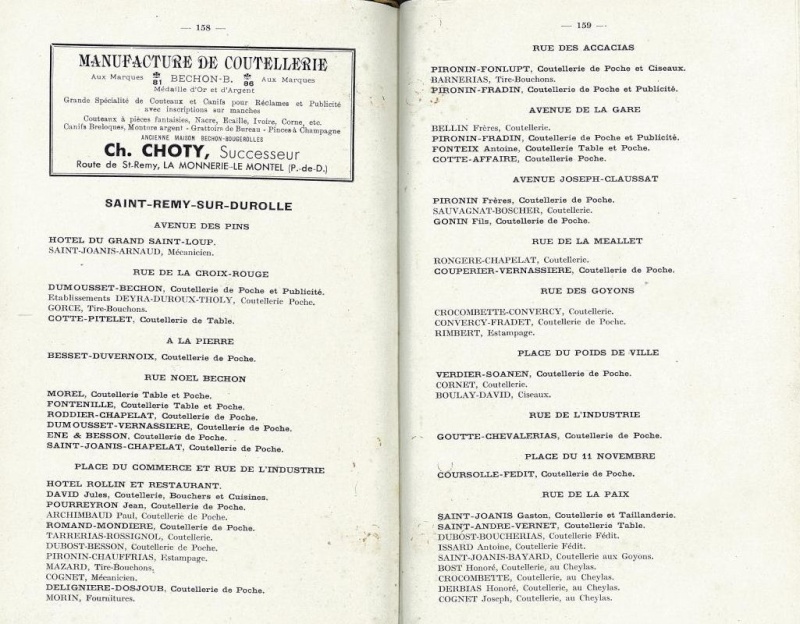 — 158 —
MANUFACTURE DE COUTELLERIE
Aux Marques 81 BECHON-B. 86 Aux Marques
Médaille d'Or et d'Argent
Grande Spécialité de Couteaux et Canifs pour Réclames et Publicité
avec inscriptions sur manches
Couteaux à pièces fantaisies, Nacre, Ecaille, Ivoire, Corne, etc.
Canifs Breloques, Monture argent - Grattoirs de Bureau - Pinces à Champagne
ANCIENNE MAISON BECHON-BOUGEROLLES
Ch. CHOTY, Successeur
Route de St-Remy, LA MONNERIE-LE MONTEL (P.-de-D.)
SAINT-REMY-SUR-DUROLLE
AVENUE DES PINS
HOTEL DU GRAND SAINT-LOUP.
SAINT-JOANIS-ARNAUD, Mécanicien.
RUE DE LA CROIX-ROUGE
DUMOUSSET-BECHON, Coutellerie de Poche et Publicité.
Etablissements DEYRA-DUROUX-THOLY, Coutellerie Poche.
GORCE, Tire-Bouchons.
COTTE-PITELET, Coutellerie de Table.
A LA PIERRE
BESSET-DUVERNOIX, Coutellerie de Poche.
RUE NOEL BECHON
MOREL, Coutellerie Table et Poche.
FONTENILLE, Coutellerie Table et Poche.
RODDIER-CHAPELAT, Coutellerie de Poche.
DUMOUSSET-VERNASSIERE, Coutellerie de Poche.
ENE & BESSON, Coutellerie de Poche.
SAINT-JOANIS-CHAPELAT, Coutellerie de Poche.
PLACE DU COMMERCE ET RUE DE L'INDUSTRIE
HOTEL ROLLIN ET RESTAURANT.
DAVID Jules, Coutellerie, Bouchers et Cuisines.
POURREYRON Jean, Coutellerie de Poche.
ARCHIMBAUD Paul, Coutellerie de Poche.
ROMAND-MONDIERE, Coutellerie de Poche.
TARRERIAS-ROSSIGNOL, Coutellerie.
DUBOST-BESSON, Coutellerie de Poche.
PIRONIN-CHAUFFRIAS, Estampage.
MAZARD, Tire-Bouchons,
COGNET, Mécanicien.
DELIGNIERE-DOSJOUB, Coutellerie de Poche.
MORIN, Fournitures.
— 159 —
RUE DES ACCACIAS
PIRONIN-FONLUPT, Coutellerie de Poche et Ciseaux.
BARNERIAS, Tire-Bouchons.
PIRONIN-FRADIN, Coutellerie de Poche et Publicité.
AVENUE DE LA GARE
BELLIN Frères, Coutellerie.
PIRONIN-FRADIN, Coutellerie de Poche et Publicité.
FONTEIX Antoine, Coutellerie Table et Poche.
COTTE-AFFAIRE, Coutellerie Poche.
AVENUE JOSEPH-CLAUSSAT
PIRONIN Frères, Coutellerie de Poche.
SAUVAGNAT-BOSCHER, Coutellerie.
GONIN Fils, Coutellerie de Poche.
RUE DE LA MEALLET
RONGERE-CHAPELAT, Coutellerie.
COUPERIER-VERNASSIERE, Coutellerie de Poche.
RUE DES GOYONS
CROCOMBETTE-CONVERCY, Coutellerie.
CONVERCY-FRADET, Coutellerie de Poche.
RIMBERT, Estampage.
PLACE DU POIDS DE VILLE
VERDIER-SOANEN, Coutellerie de Poche.
CORNET, Coutellerie.
BOULAY-DAVID, Ciseaux.
RUE DE L'INDUSTRIE
GOUTTE-CHEVALERIAS, Coutellerie de Poche.
PLACE DU 11 NOVEMBRE
COURSOLLE-FEDIT, Coutellerie de Poche.
RUE DE LA PAIX
SAINT-JOANIS Gaston, Coutellerie et Taillanderie.
SAINT-ANDRE-VERNET, Coutellerie Table.
DUBOST-BOUCHERIAS, Coutellerie Fédit.
ISSARD Antoine, Coutellerie Fédit.
SAINT-JOANIS-BAYARD, Coutellerie aux Goyons.
BOST Honoré, Coutellerie, au Cheylas.
CROCOMBETTE, Coutellerie, au Cheylas.
DERBIAS Honoré, Coutellerie, au Cheylas.
COGNET Joseph, Coutellerie, au Cheylas.